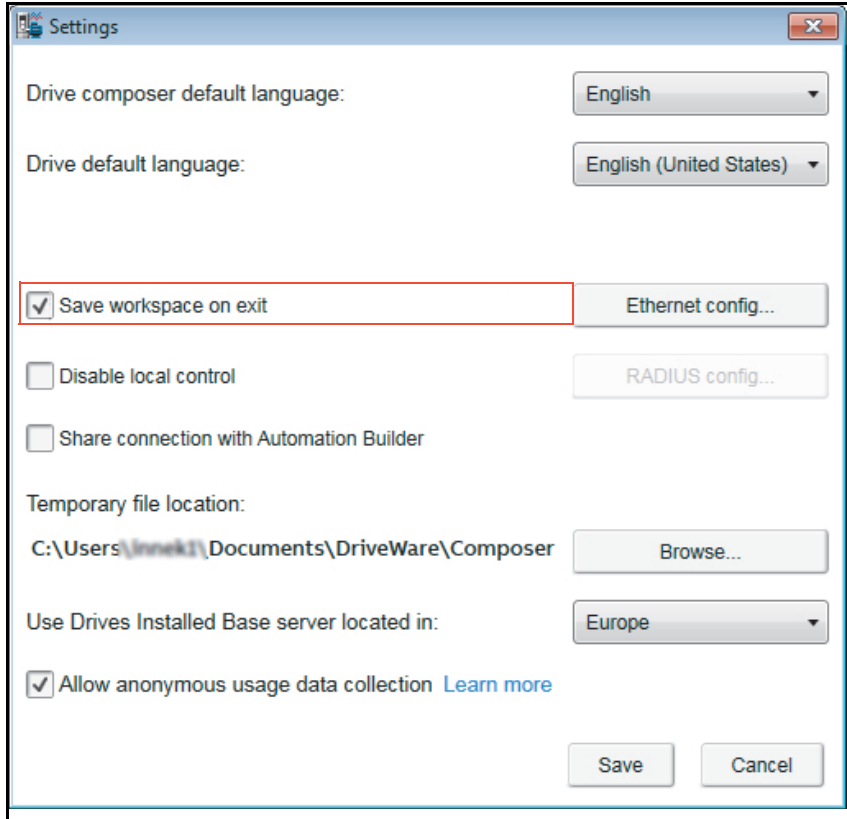 Settings
Drive composer default language: English
Drive default language: English (United States)
Save workspace on exit Ethernet config...
Disable local control RADIUS config...
Share connection with Automation Builder
Temporary file location:
C:\Users\ \Documents\DriveWare\Composer Browse...
Use Drives Installed Base server located in: Europe
Allow anonymous usage data collection Learn more
Save Cancel